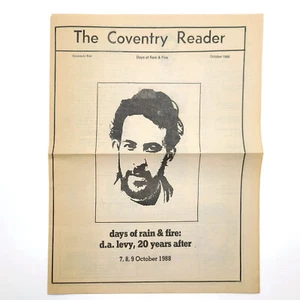 The Coventry Reader
Days of Rain & Fire
October 1988
days of rain & fire:
d.a. levy, 20 years after
7, 8, 9 October 1988